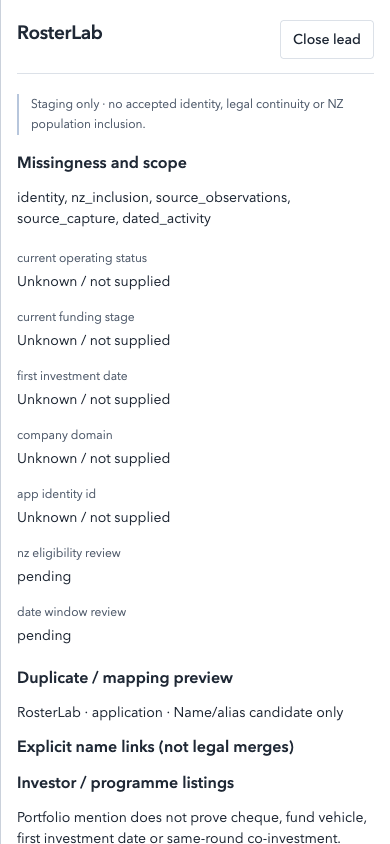 RosterLab
Close lead
Staging only · no accepted identity, legal continuity or NZ
population inclusion.
Missingness and scope
identity, nz_inclusion, source_observations,
source_capture, dated_activity
current operating status
Unknown / not supplied
current funding stage
Unknown / not supplied
first investment date
Unknown / not supplied
company domain
Unknown / not supplied
app identity id
Unknown / not supplied
nz eligibility review
pending
date window review
pending
Duplicate / mapping preview
RosterLab · application · Name/alias candidate only
Explicit name links (not legal merges)
Investor / programme listings
Portfolio mention does not prove cheque, fund vehicle,
first investment date or same-round co-investment.